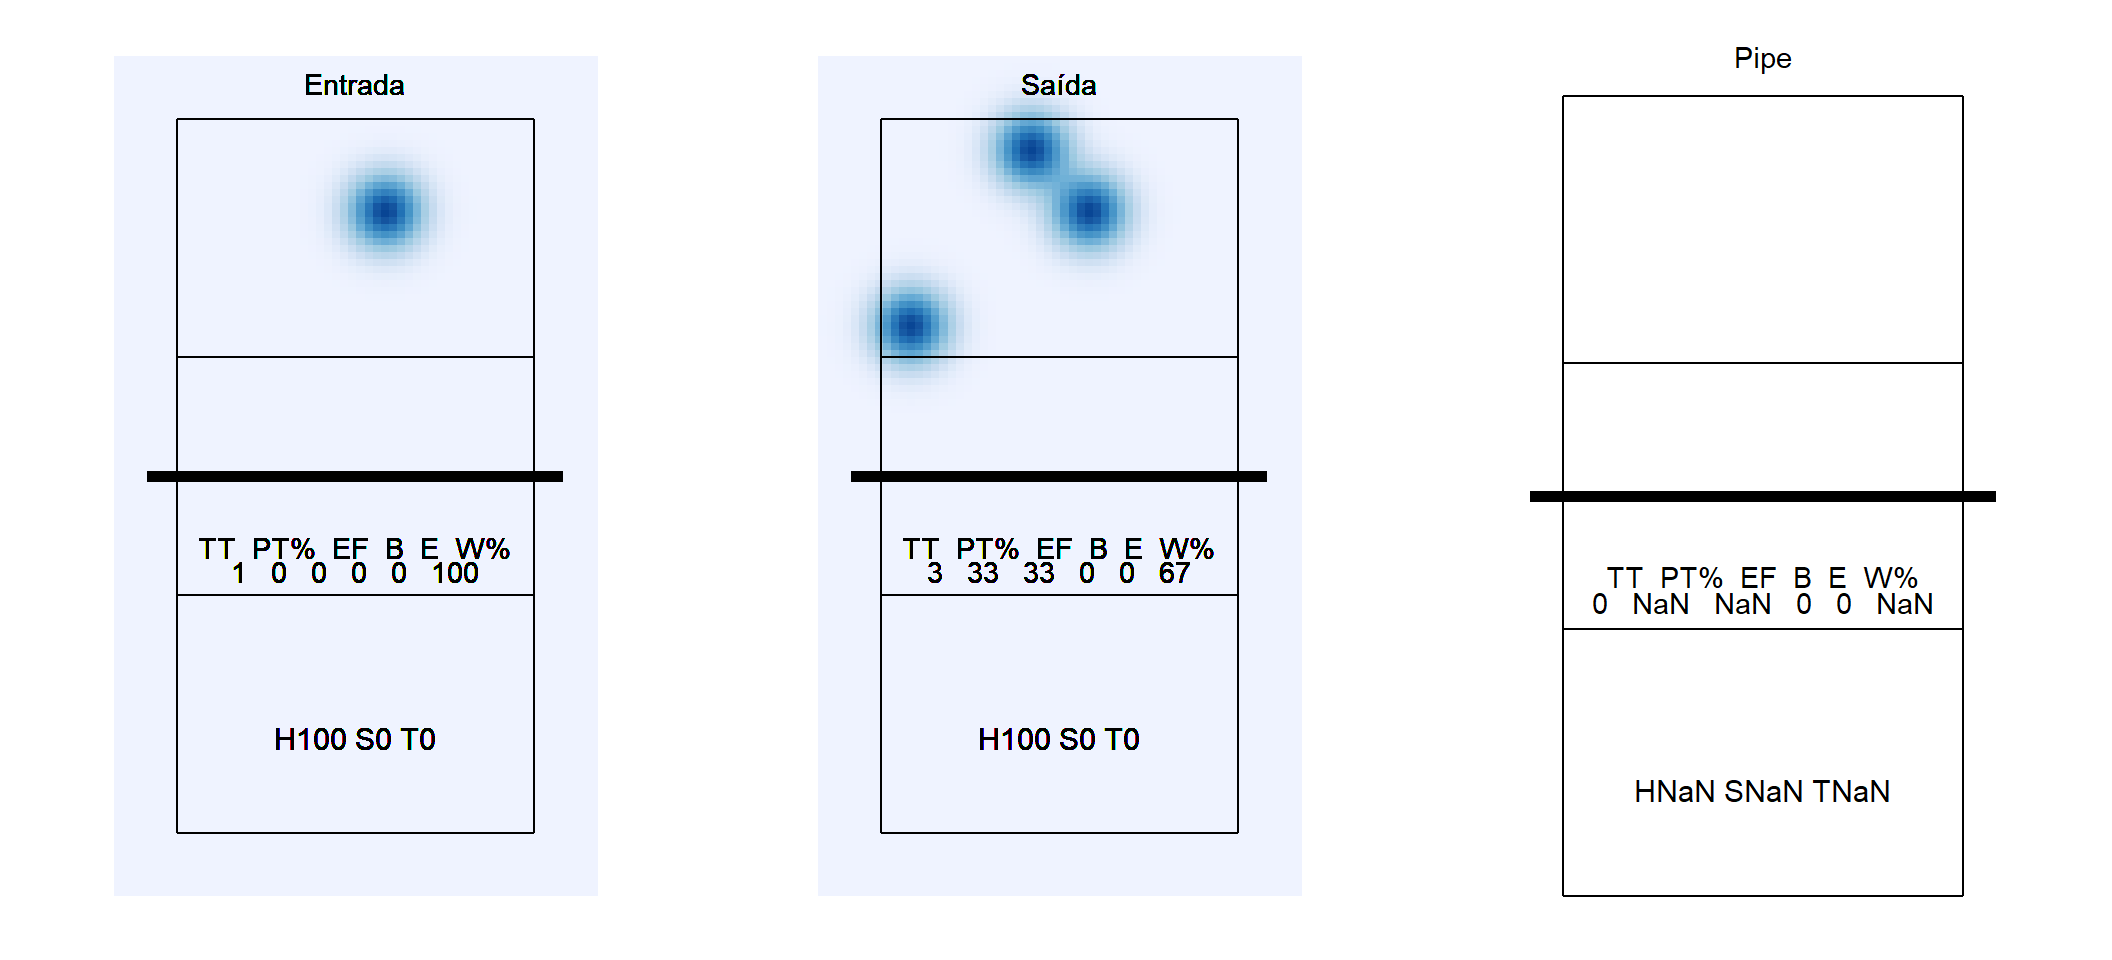 Entrada
TT PT% EF B E W%
1 0 0 0 0 100
H100 S0 T0
Saída
TT PT% EF B E W%
3 33 33 0 0 67
H100 S0 T0
Pipe
TT PT% EF B E W%
0 NaN NaN 0 0 NaN
HNaN SNaN TNaN